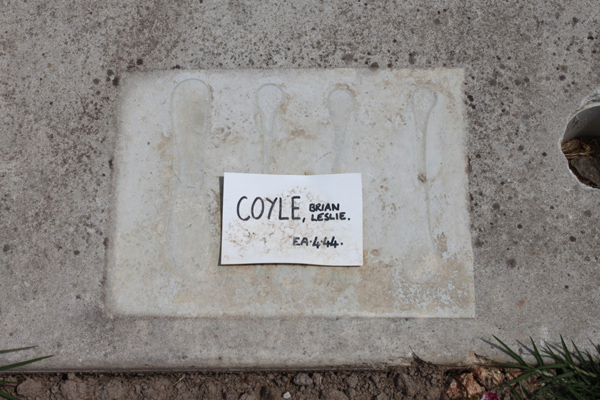 COYLE, BRIAN
LESLIE.
EA.4.44.